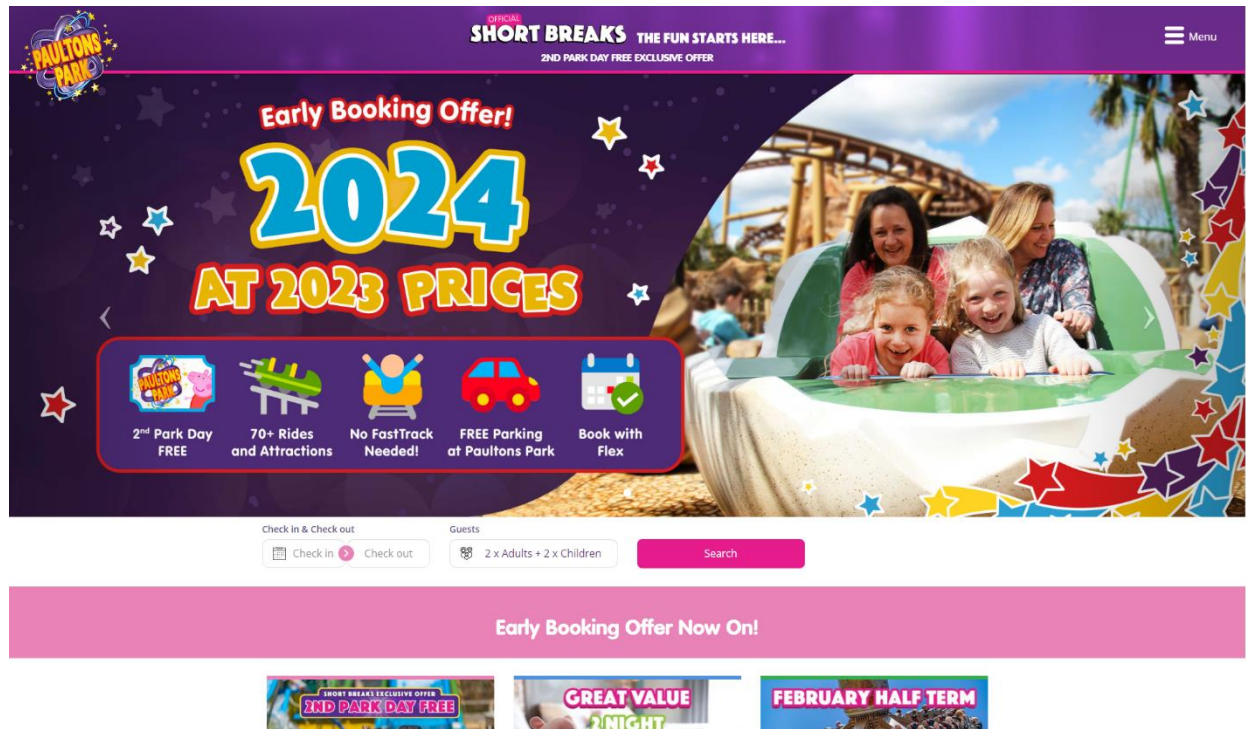 PAULTONS
PARK
OFFICIAL
SHORT BREAKS THE FUN STARTS HERE...
2ND PARK DAY FREE EXCLUSIVE OFFER
Menu
Early Booking Offer!
2024
AT 2023 PRICES
PAULTONS
PARK
2nd Park Day
FREE
70+ Rides
and Attractions
No FastTrack
Needed!
FREE Parking
at Paultons Park
Book with
Flex
Check in & Check out
Guests
Check in
Check out
2 x Adults + 2 x Children
Search
Early Booking Offer Now On!
SHORT BREAKS EXCLUSIVE OFFER
2ND PARK DAY FREE
GREAT VALUE
2 NIGHT
FEBRUARY HALF TERM